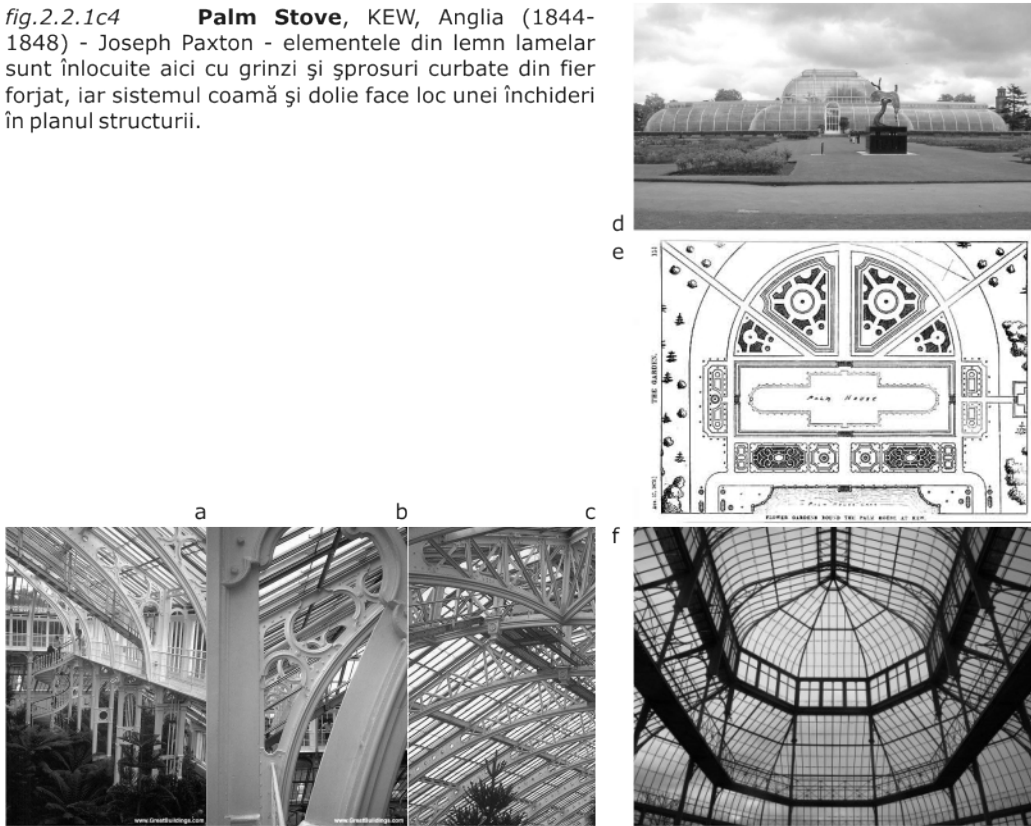 fig.2.2.1c4 Palm Stove, KEW, Anglia (1844-
1848) - Joseph Paxton - elementele din lemn lamelar
sunt înlocuite aici cu grinzi şi şprosuri curbate din fier
forjat, iar sistemul coamă şi dolie face loc unei închideri
în planul structurii.
d
e
THE GARDEN.
PALM HOUSE
FLOWER GARDENS ROUND THE PALM HOUSE AT KEW.
a
b
c
www.GreatBuildings.com
www.GreatBuildings.com
f